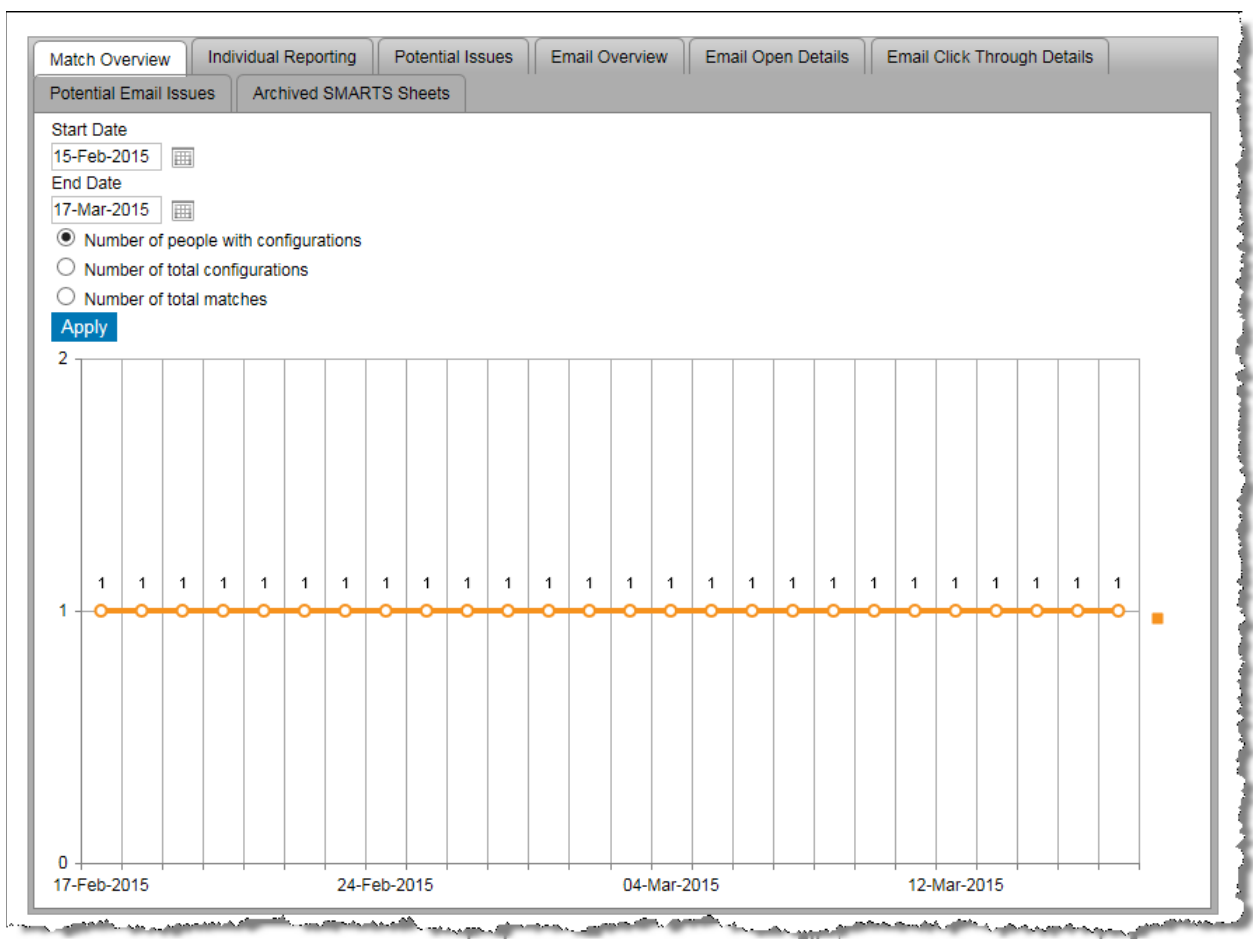 Match Overview Individual Reporting Potential Issues Email Overview Email Open Details Email Click Through Details
Potential Email Issues Archived SMARTS Sheets
Start Date
15-Feb-2015
End Date
17-Mar-2015
Number of people with configurations
Number of total configurations
Number of total matches
Apply
2
1 1 1 1 1 1 1 1 1 1 1 1 1 1 1 1 1 1 1 1 1 1 1 1 1 1
1
0
17-Feb-2015 24-Feb-2015 04-Mar-2015 12-Mar-2015